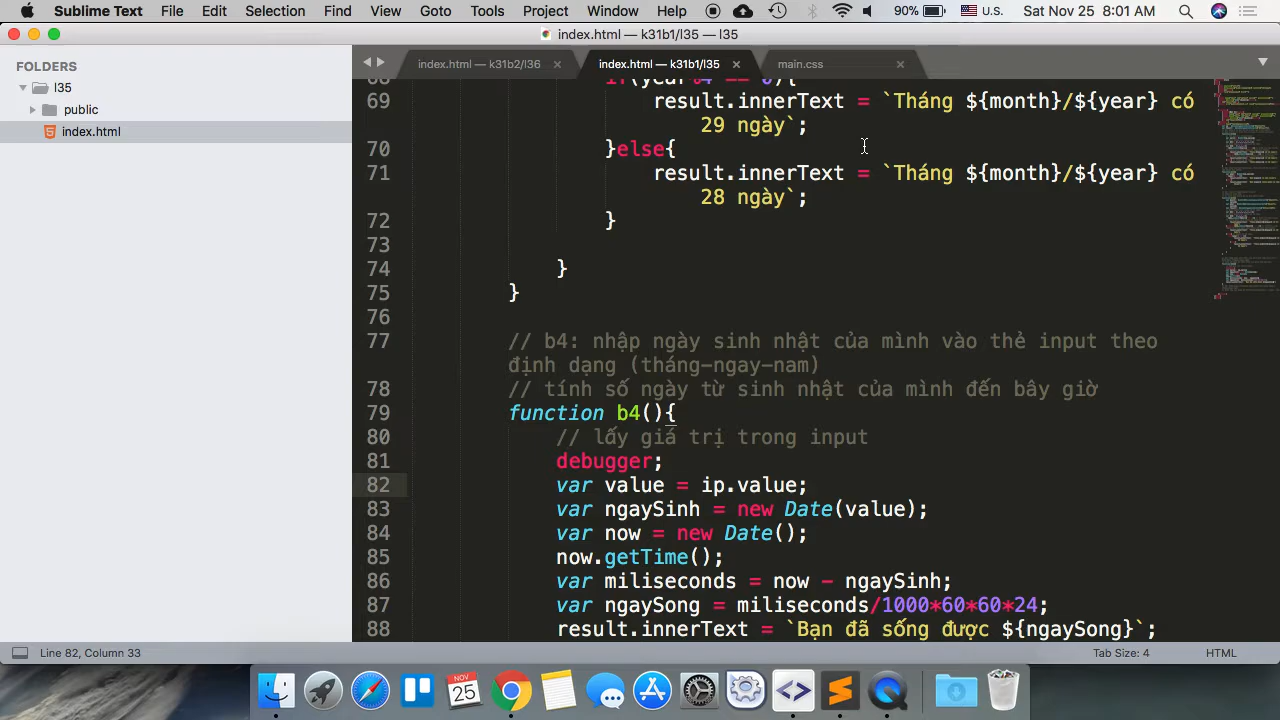 Sublime Text File Edit Selection Find View Goto Tools Project Window Help 90% U.S. Sat Nov 25 8:01 AM
index.html — k31b1/l35 — l35
FOLDERS
l35
public
index.html
index.html — k31b2/l36 index.html — k31b1/l35 main.css
68 if(year%4 == 0){
69 result.innerText = `Tháng ${month}/${year} có
29 ngày`;
70 }else{
71 result.innerText = `Tháng ${month}/${year} có
28 ngày`;
72 }
73
74 }
75 }
76
77 // b4: nhập ngày sinh nhật của mình vào thẻ input theo
định dạng (tháng-ngay-nam)
78 // tính số ngày từ sinh nhật của mình đến bây giờ
79 function b4(){
80 // lấy giá trị trong input
81 debugger;
82 var value = ip.value;
83 var ngaySinh = new Date(value);
84 var now = new Date();
85 now.getTime();
86 var miliseconds = now - ngaySinh;
87 var ngaySong = miliseconds/1000*60*60*24;
88 result.innerText = `Bạn đã sống được ${ngaySong}`;
Line 82, Column 33 Tab Size: 4 HTML
NOV
25